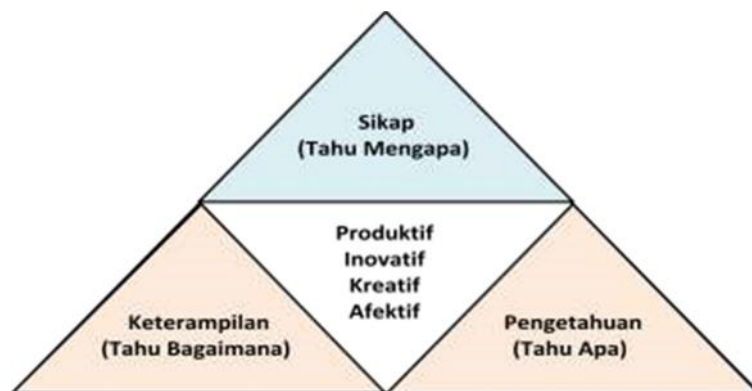 Sikap
(Tahu Mengapa)
Produktif
Inovatif
Kreatif
Afektif
Keterampilan
(Tahu Bagaimana)
Pengetahuan
(Tahu Apa)